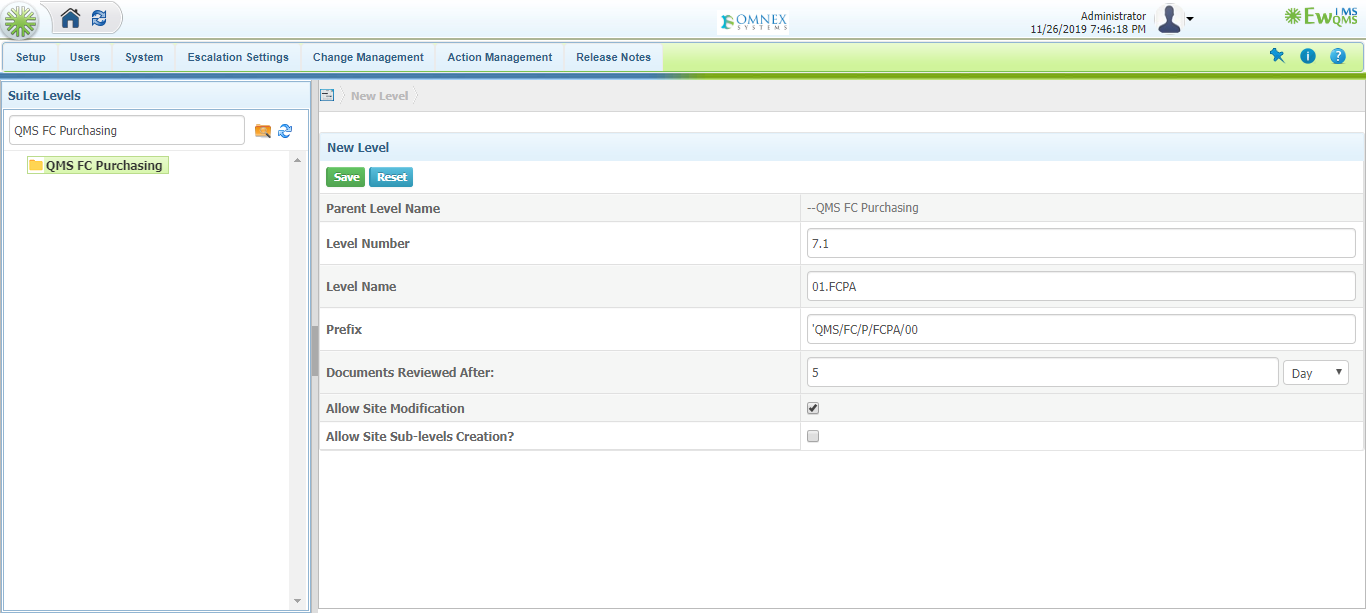 OMNEX
SYSTEMS
Administrator
11/26/2019 7:46:18 PM
EwQMS
iMS
Setup Users System Escalation Settings Change Management Action Management Release Notes
Suite Levels
QMS FC Purchasing
QMS FC Purchasing
New Level
New Level
Save Reset
Parent Level Name --QMS FC Purchasing
Level Number 7.1
Level Name 01.FCPA
Prefix 'QMS/FC/P/FCPA/00
Documents Reviewed After: 5 Day
Allow Site Modification
Allow Site Sub-levels Creation?